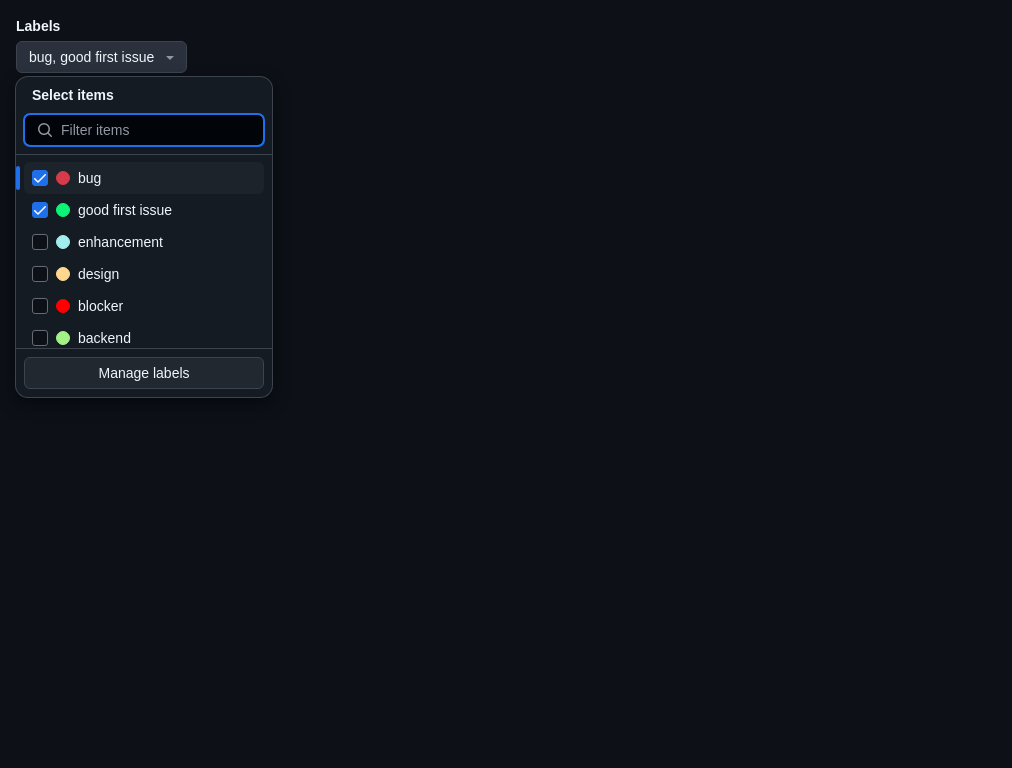 Labels
bug, good first issue
Select items
Filter items
bug
good first issue
enhancement
design
blocker
backend
Manage labels